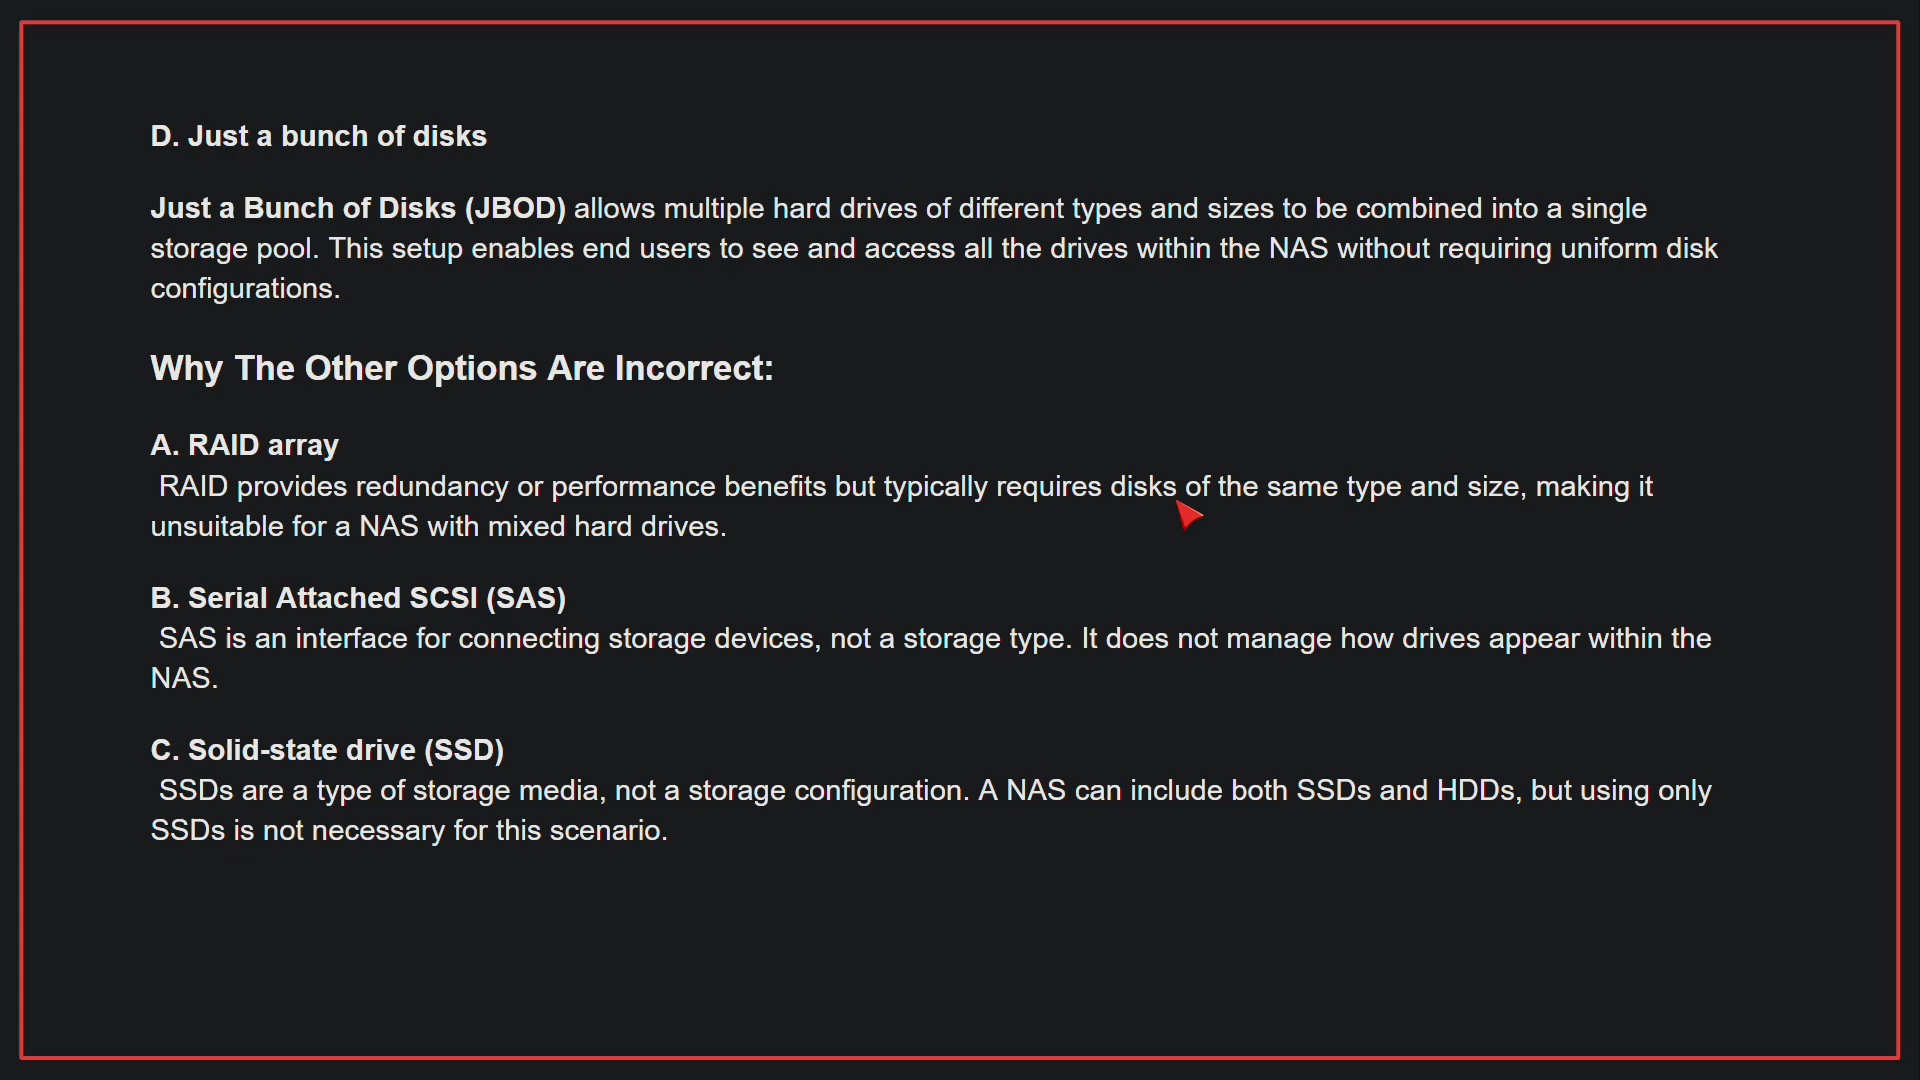 D. Just a bunch of disks
Just a Bunch of Disks (JBOD) allows multiple hard drives of different types and sizes to be combined into a single
storage pool. This setup enables end users to see and access all the drives within the NAS without requiring uniform disk
configurations.
Why The Other Options Are Incorrect:
A. RAID array
RAID provides redundancy or performance benefits but typically requires disks of the same type and size, making it
unsuitable for a NAS with mixed hard drives.
B. Serial Attached SCSI (SAS)
SAS is an interface for connecting storage devices, not a storage type. It does not manage how drives appear within the
NAS.
C. Solid-state drive (SSD)
SSDs are a type of storage media, not a storage configuration. A NAS can include both SSDs and HDDs, but using only
SSDs is not necessary for this scenario.